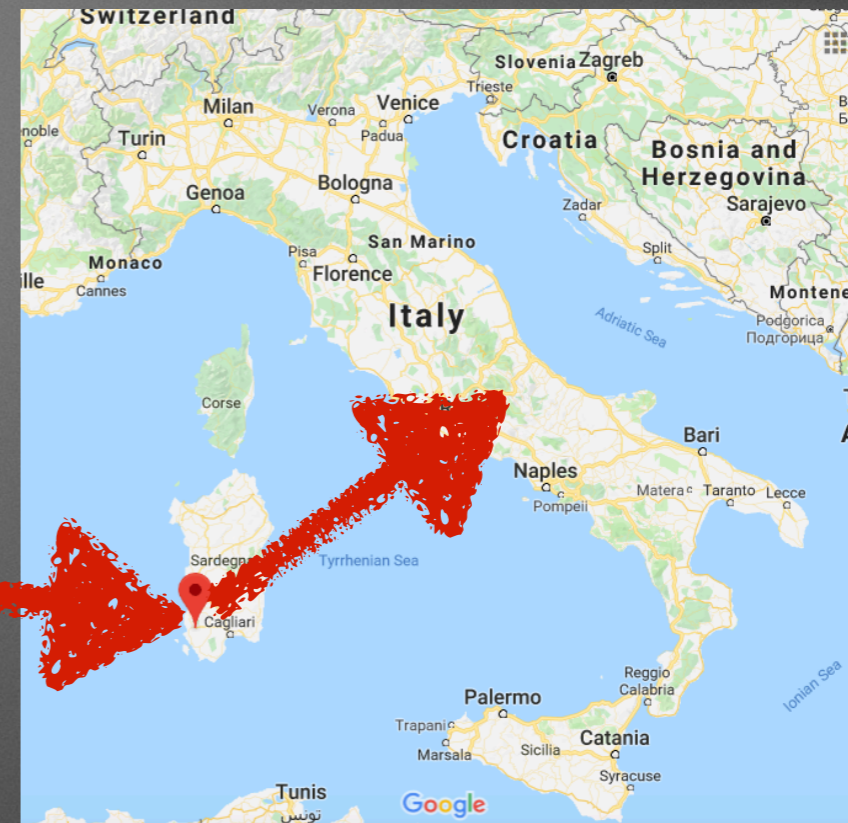 Switzerland
Slovenia
Zagreb
Trieste
Milan
Verona
Venice
Padua
Turin
Croatia
Bosnia and
Herzegovina
Sarajevo
Genoa
Bologna
Zadar
San Marino
Pisa
Florence
Split
Monaco
Cannes
Italy
Montene
Adriatic Sea
Podgorica
Подгорица
Corse
Bari
Naples
Pompeii
Matera
Taranto
Lecce
Sardegn
Tyrrhenian Sea
Cagliari
Reggio
Calabria
Ionian Sea
Palermo
Trapani
Marsala
Sicilia
Catania
Syracuse
Tunis
تونس
Google